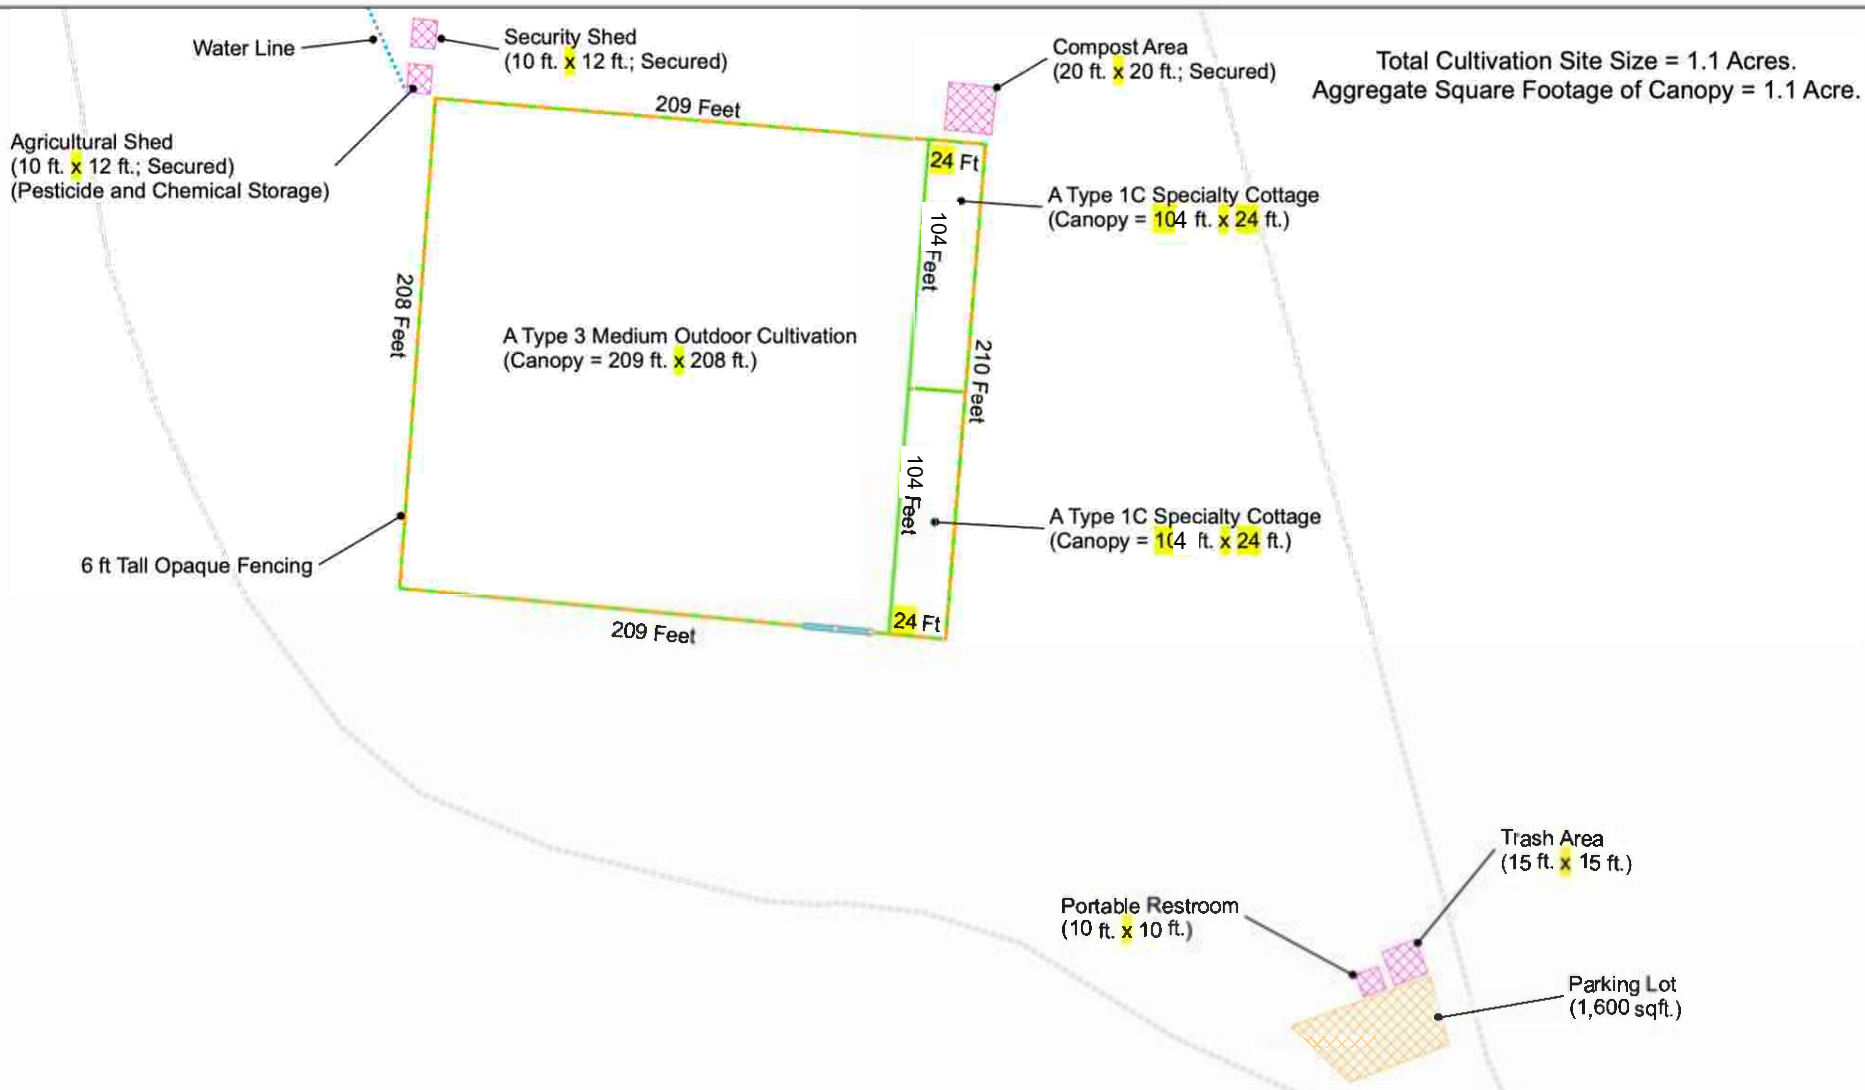 Water Line
Security Shed
(10 ft. x 12 ft.; Secured)
Compost Area
(20 ft. x 20 ft.; Secured)
Total Cultivation Site Size = 1.1 Acres.
Aggregate Square Footage of Canopy = 1.1 Acre.
209 Feet
Agricultural Shed
(10 ft. x 12 ft.; Secured)
(Pesticide and Chemical Storage)
24 Ft
A Type 1C Specialty Cottage
(Canopy = 104 ft. x 24 ft.)
104 Feet
208 Feet
A Type 3 Medium Outdoor Cultivation
(Canopy = 209 ft. x 208 ft.)
210 Feet
104 Feet
A Type 1C Specialty Cottage
(Canopy = 104 ft. x 24 ft.)
6 ft Tall Opaque Fencing
24 Ft
209 Feet
Trash Area
(15 ft. x 15 ft.)
Portable Restroom
(10 ft. x 10 ft.)
Parking Lot
(1,600 sqft.)